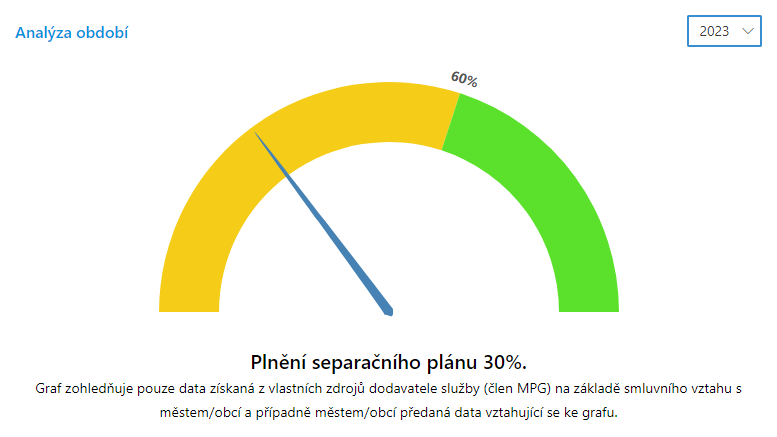 Analýza období
2023
60%
Plnění separačního plánu 30%.
Graf zohledňuje pouze data získaná z vlastních zdrojů dodavatele služby (člen MPG) na základě smluvního vztahu s
městem/obcí a případně městem/obcí předaná data vztahující se ke grafu.